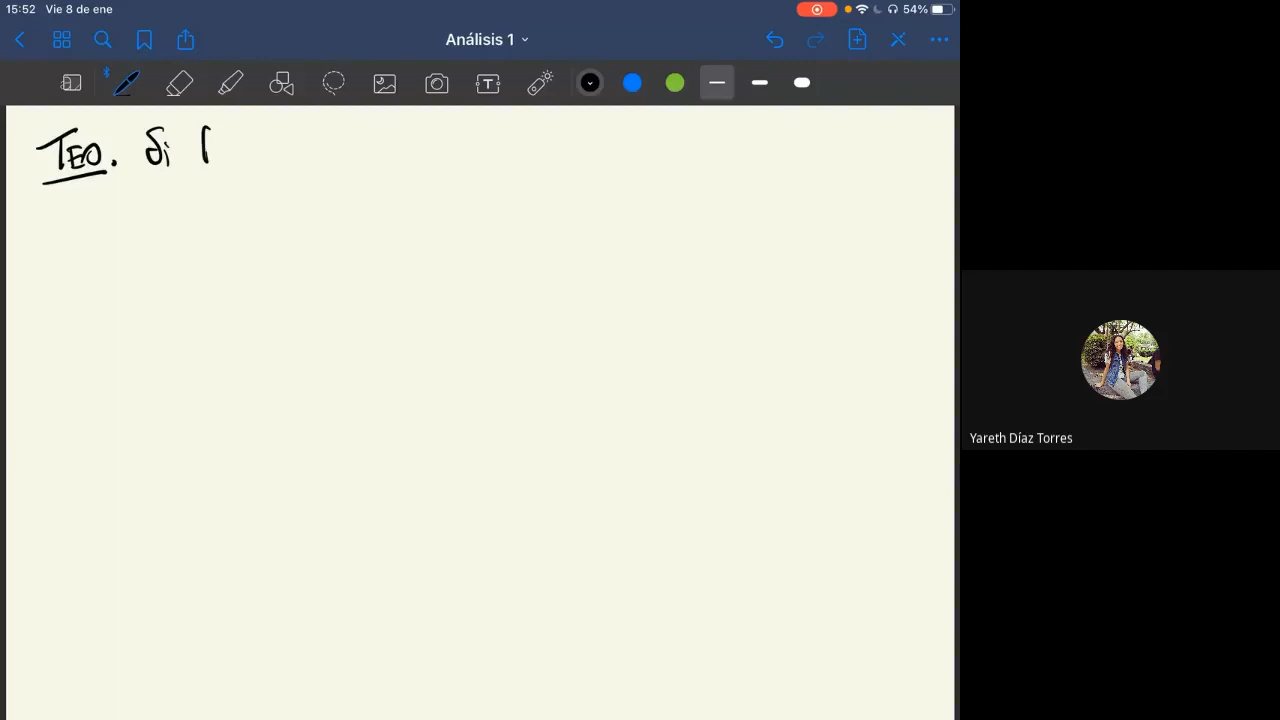 15:52 Vie 8 de ene 54%
Análisis 1
T
TEO. Si
Yareth Díaz Torres